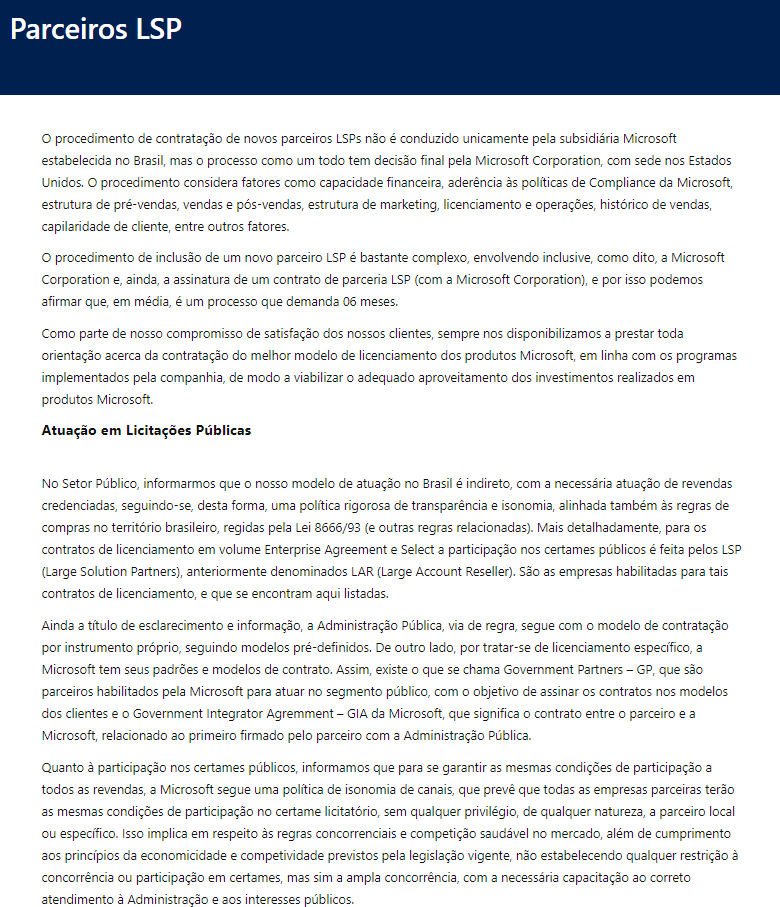 Parceiros LSP
O procedimento de contratação de novos parceiros LSPs não é conduzido unicamente pela subsidiária Microsoft
estabelecida no Brasil, mas o processo como um todo tem decisão final pela Microsoft Corporation, com sede nos Estados
Unidos. O procedimento considera fatores como capacidade financeira, aderência às políticas de Compliance da Microsoft,
estrutura de pré-vendas, vendas e pós-vendas, estrutura de marketing, licenciamento e operações, histórico de vendas,
capilaridade de cliente, entre outros fatores.
O procedimento de inclusão de um novo parceiro LSP é bastante complexo, envolvendo inclusive, como dito, a Microsoft
Corporation e, ainda, a assinatura de um contrato de parceria LSP (com a Microsoft Corporation), e por isso podemos
afirmar que, em média, é um processo que demanda 06 meses.
Como parte de nosso compromisso de satisfação dos nossos clientes, sempre nos disponibilizamos a prestar toda
orientação acerca da contratação do melhor modelo de licenciamento dos produtos Microsoft, em linha com os programas
implementados pela companhia, de modo a viabilizar o adequado aproveitamento dos investimentos realizados em
produtos Microsoft.
Atuação em Licitações Públicas
No Setor Público, informarmos que o nosso modelo de atuação no Brasil é indireto, com a necessária atuação de revendas
credenciadas, seguindo-se, desta forma, uma política rigorosa de transparência e isonomia, alinhada também às regras de
compras no território brasileiro, regidas pela Lei 8666/93 (e outras regras relacionadas). Mais detalhadamente, para os
contratos de licenciamento em volume Enterprise Agreement e Select a participação nos certames públicos é feita pelos LSP
(Large Solution Partners), anteriormente denominados LAR (Large Account Reseller). São as empresas habilitadas para tais
contratos de licenciamento, e que se encontram aqui listadas.
Ainda a título de esclarecimento e informação, a Administração Pública, via de regra, segue com o modelo de contratação
por instrumento próprio, seguindo modelos pré-definidos. De outro lado, por tratar-se de licenciamento específico, a
Microsoft tem seus padrões e modelos de contrato. Assim, existe o que se chama Government Partners – GP, que são
parceiros habilitados pela Microsoft para atuar no segmento público, com o objetivo de assinar os contratos nos modelos
dos clientes e o Government Integrator Agremment – GIA da Microsoft, que significa o contrato entre o parceiro e a
Microsoft, relacionado ao primeiro firmado pelo parceiro com a Administração Pública.
Quanto à participação nos certames públicos, informamos que para se garantir as mesmas condições de participação a
todos as revendas, a Microsoft segue uma política de isonomia de canais, que prevê que todas as empresas parceiras terão
as mesmas condições de participação no certame licitatório, sem qualquer privilégio, de qualquer natureza, a parceiro local
ou específico. Isso implica em respeito às regras concorrenciais e competição saudável no mercado, além de cumprimento
aos princípios da economicidade e competividade previstos pela legislação vigente, não estabelecendo qualquer restrição à
concorrência ou participação em certames, mas sim a ampla concorrência, com a necessária capacitação ao correto
atendimento à Administração e aos interesses públicos.